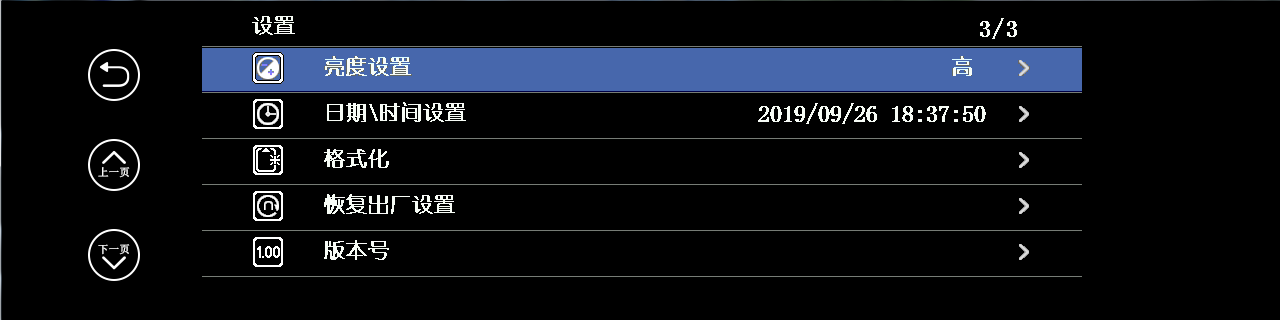 设置
3/3
亮度设置 高
日期\时间设置 2019/09/26 18:37:50
上一页
格式化
恢复出厂设置
下一页
1.00 版本号